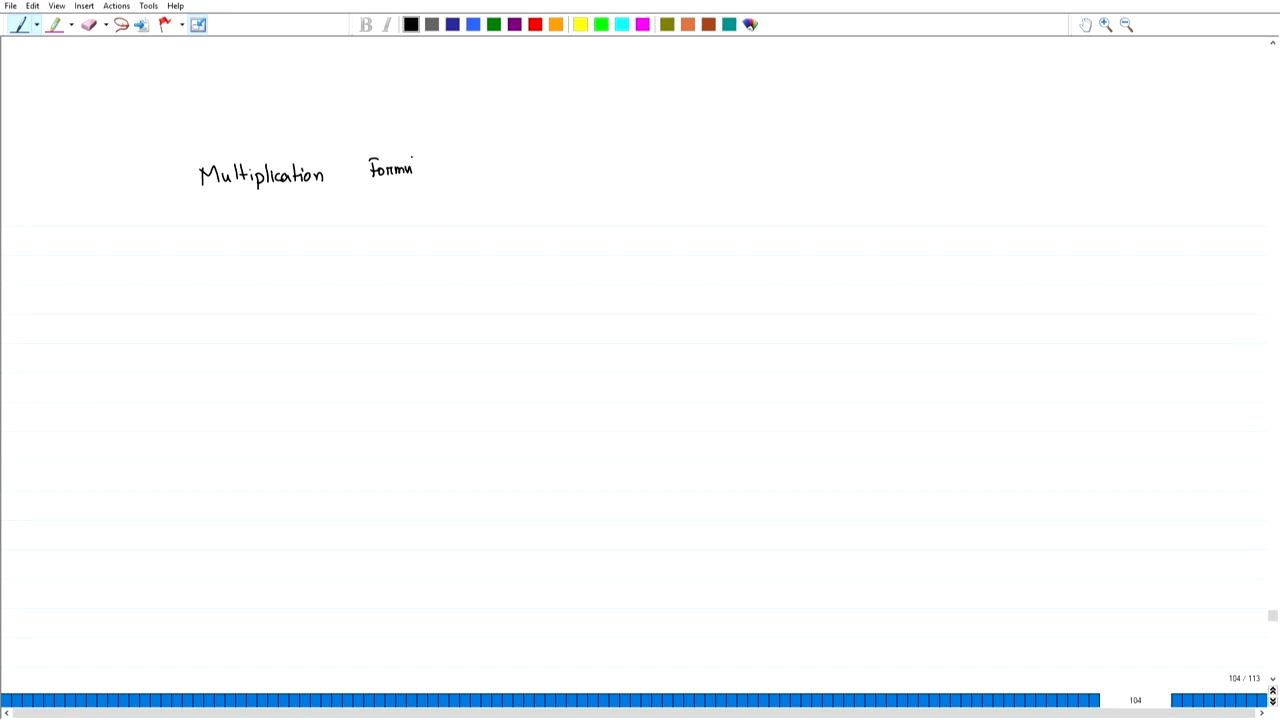 File Edit View Insert Actions Tools Help
B I
Multiplication Formu
104 / 113
104